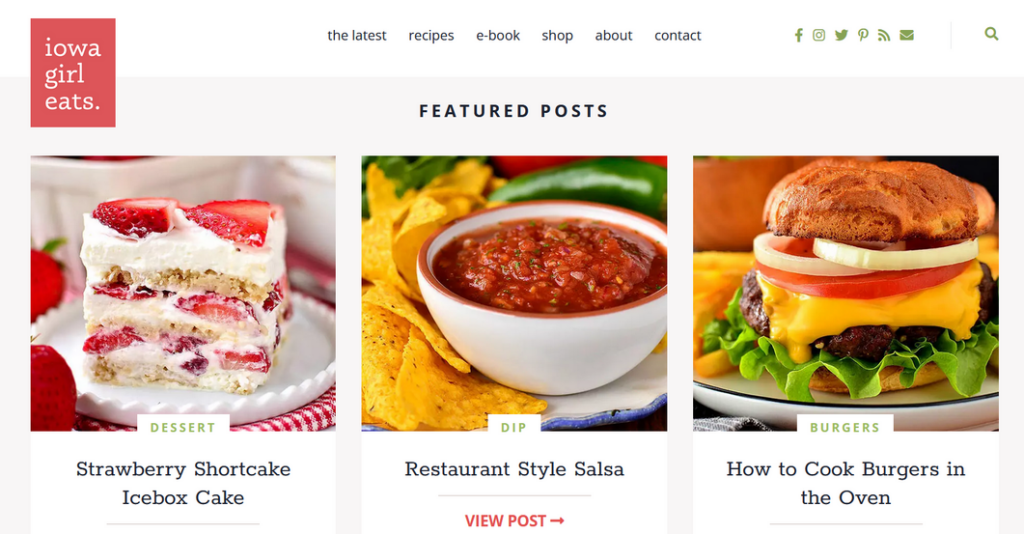 iowa
girl
eats.
the latest recipes e-book shop about contact
FEATURED POSTS
DESSERT
Strawberry Shortcake
Icebox Cake
DIP
Restaurant Style Salsa
VIEW POST
BURGERS
How to Cook Burgers in
the Oven